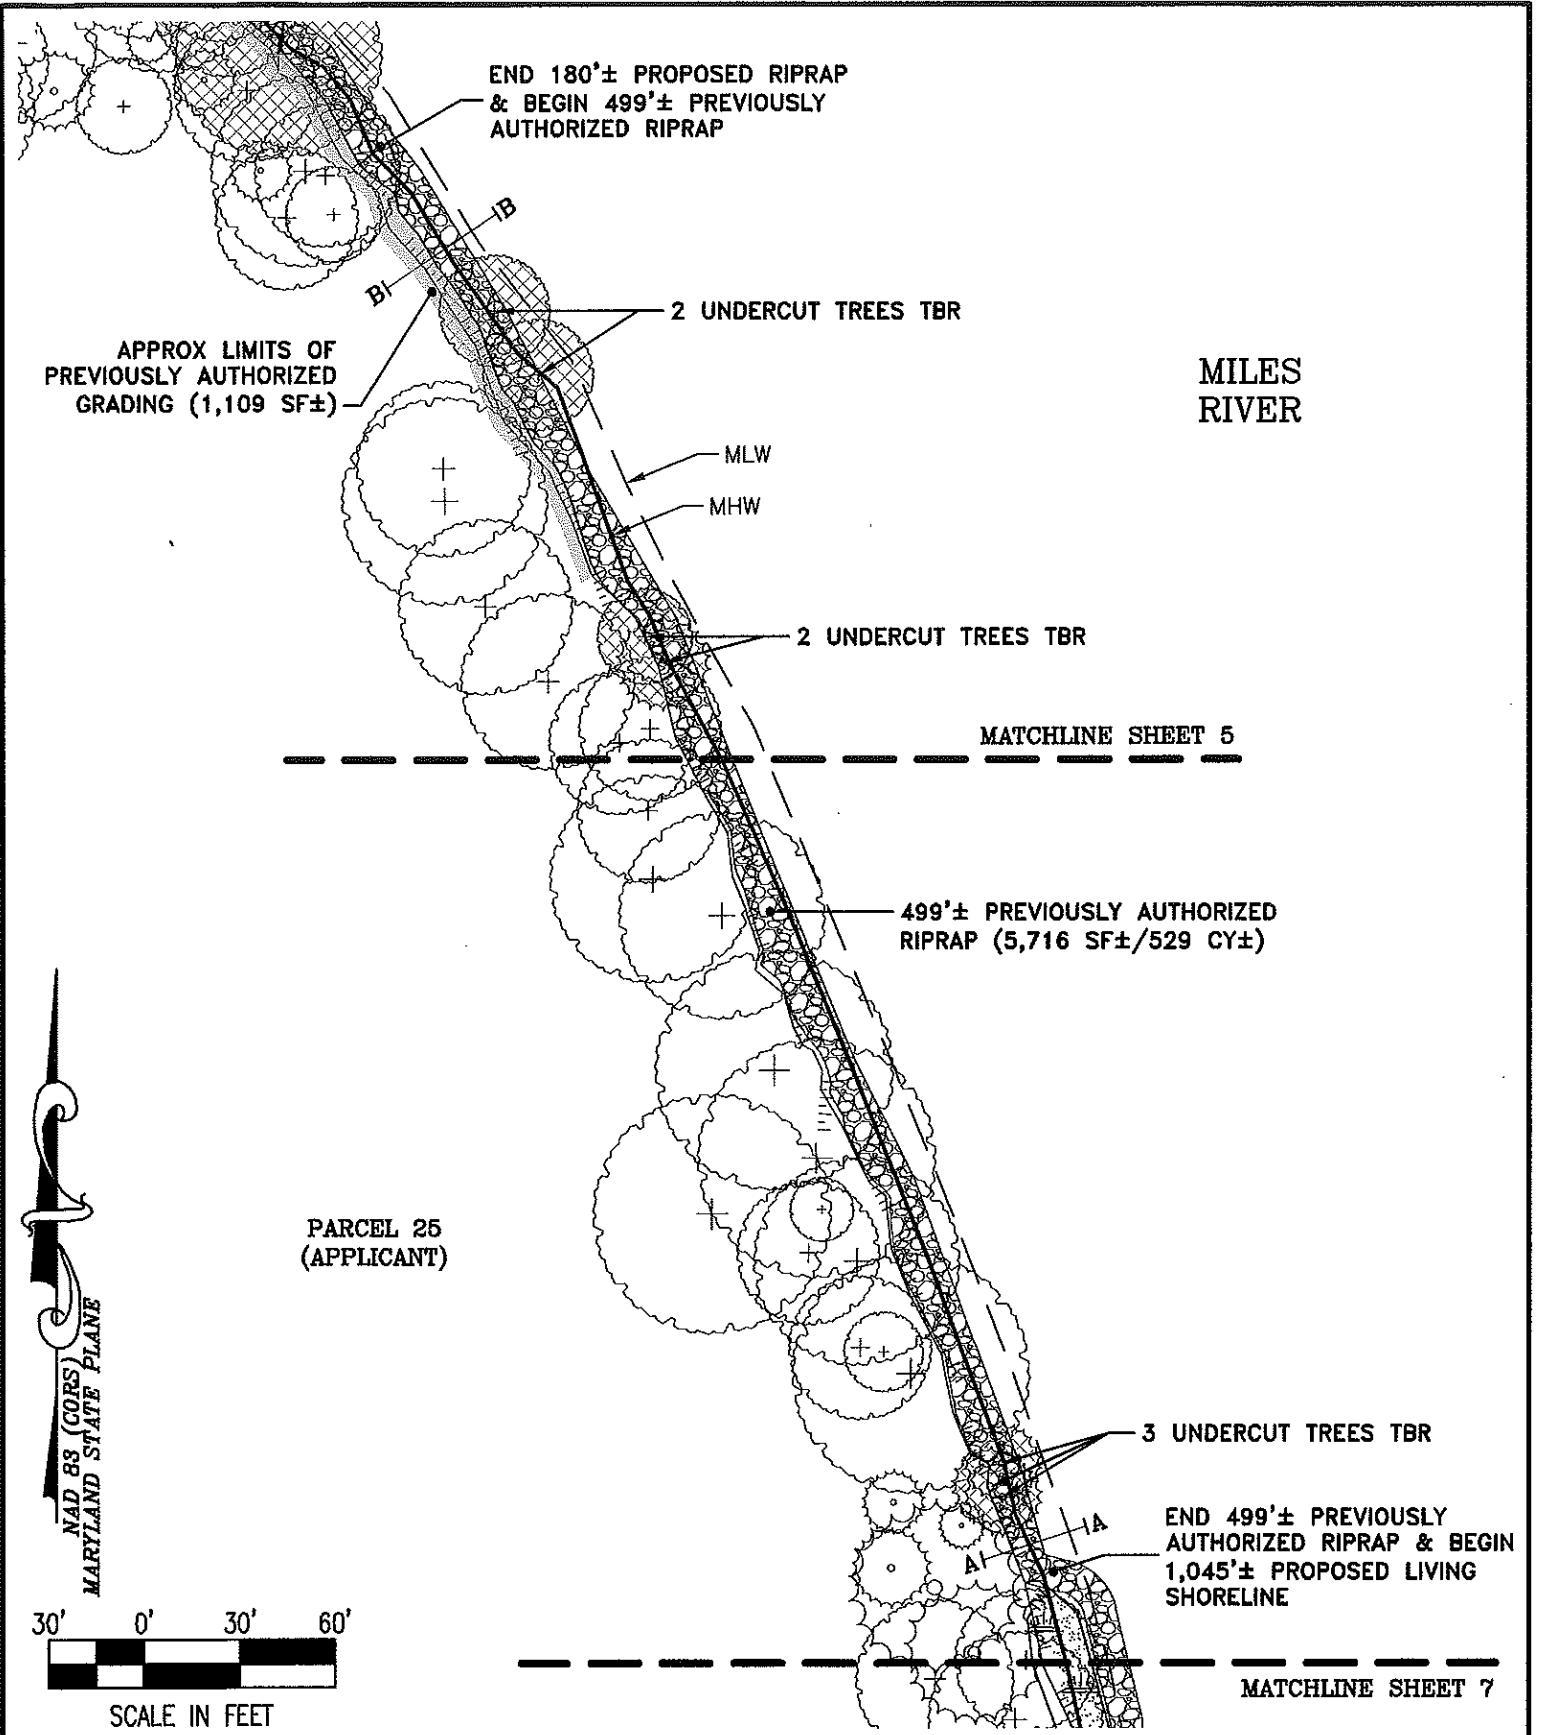 END 180'± PROPOSED RIPRAP
& BEGIN 499'± PREVIOUSLY
AUTHORIZED RIPRAP
B
B
2 UNDERCUT TREES TBR
APPROX LIMITS OF
PREVIOUSLY AUTHORIZED
GRADING (1,109 SF±)
MILES
RIVER
MLW
MHW
2 UNDERCUT TREES TBR
MATCHLINE SHEET 5
499'± PREVIOUSLY AUTHORIZED
RIPRAP (5,716 SF±/529 CY±)
PARCEL 25
(APPLICANT)
NAD 83 (CORS)
MARYLAND STATE PLANE
3 UNDERCUT TREES TBR
A
A
END 499'± PREVIOUSLY
AUTHORIZED RIPRAP & BEGIN
1,045'± PROPOSED LIVING
SHORELINE
30' 0' 30' 60'
SCALE IN FEET
MATCHLINE SHEET 7